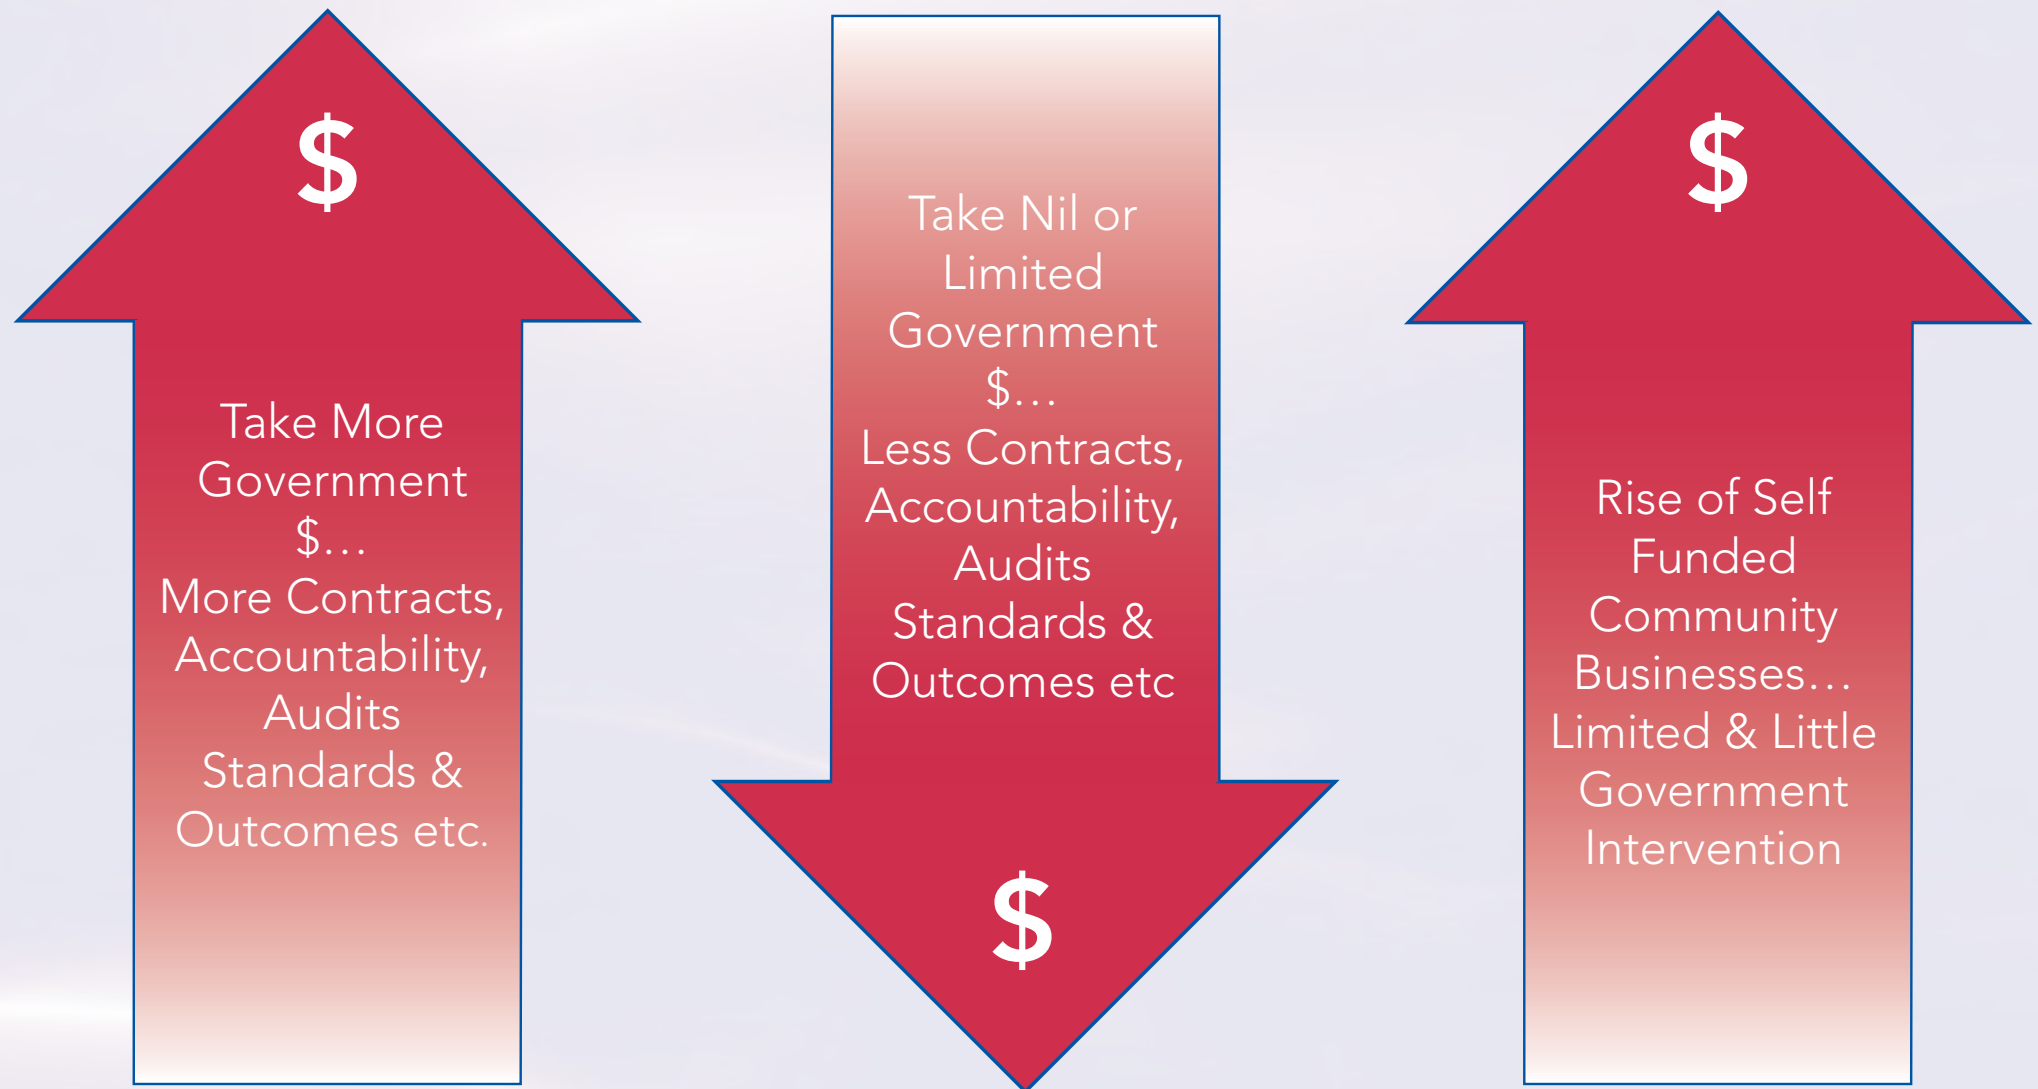 $
Take More
Government
$...
More Contracts,
Accountability,
Audits
Standards &
Outcomes etc.
Take Nil or
Limited
Government
$...
Less Contracts,
Accountability,
Audits
Standards &
Outcomes etc
$
$
Rise of Self
Funded
Community
Businesses...
Limited & Little
Government
Intervention